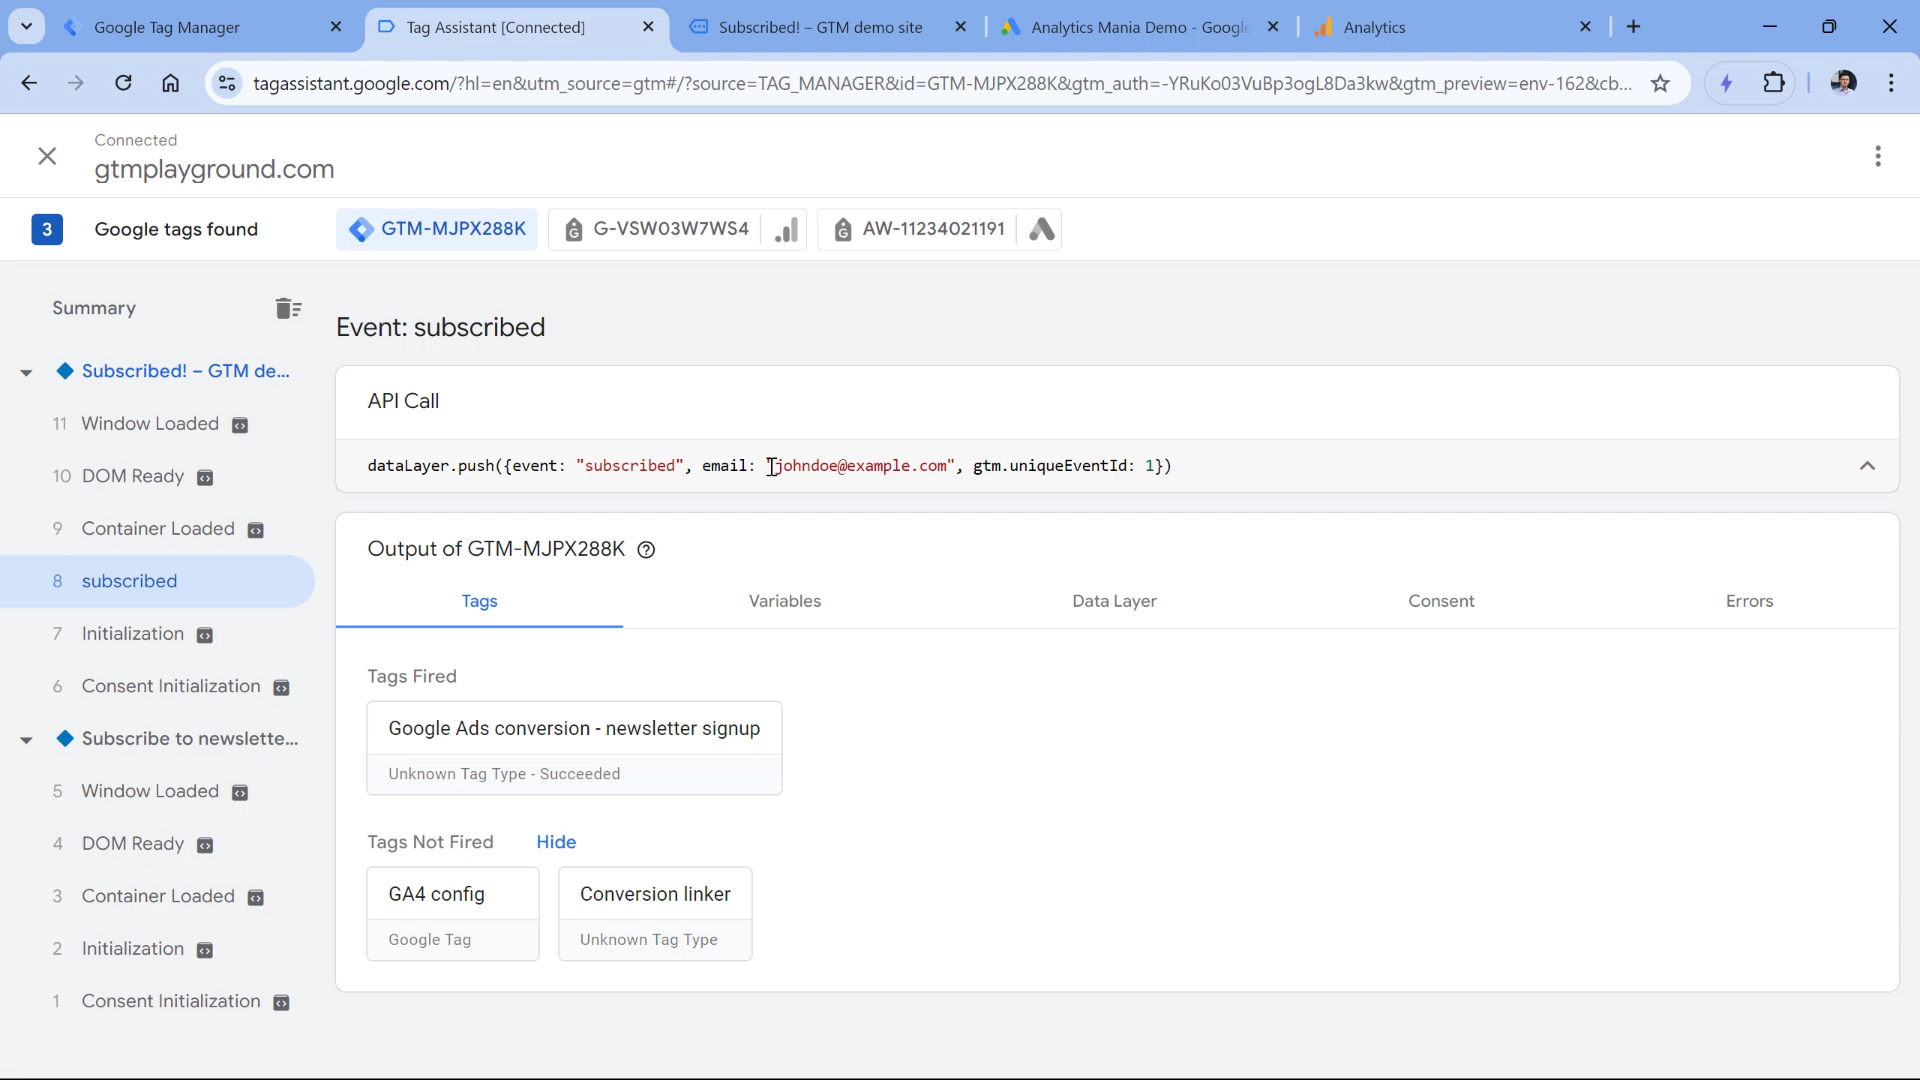 Google Tag Manager
Tag Assistant [Connected]
Subscribed! – GTM demo site
Analytics Mania Demo - Google
Analytics
tagassistant.google.com/?hl=en&utm_source=gtm#/?source=TAG_MANAGER&id=GTM-MJPX288K&gtm_auth=-YRuKo03VuBp3ogL8Da3kw&gtm_preview=env-162&cb...
Connected
gtmplayground.com
3 Google tags found
GTM-MJPX288K
G-VSW03W7WS4
AW-11234021191
Summary
Subscribed! – GTM de...
11 Window Loaded
10 DOM Ready
9 Container Loaded
8 subscribed
7 Initialization
6 Consent Initialization
Subscribe to newslette...
5 Window Loaded
4 DOM Ready
3 Container Loaded
2 Initialization
1 Consent Initialization
Event: subscribed
API Call
dataLayer.push({event: "subscribed", email: "johndoe@example.com", gtm.uniqueEventId: 1})
Output of GTM-MJPX288K
Tags
Variables
Data Layer
Consent
Errors
Tags Fired
Google Ads conversion - newsletter signup
Unknown Tag Type - Succeeded
Tags Not Fired Hide
GA4 config
Google Tag
Conversion linker
Unknown Tag Type